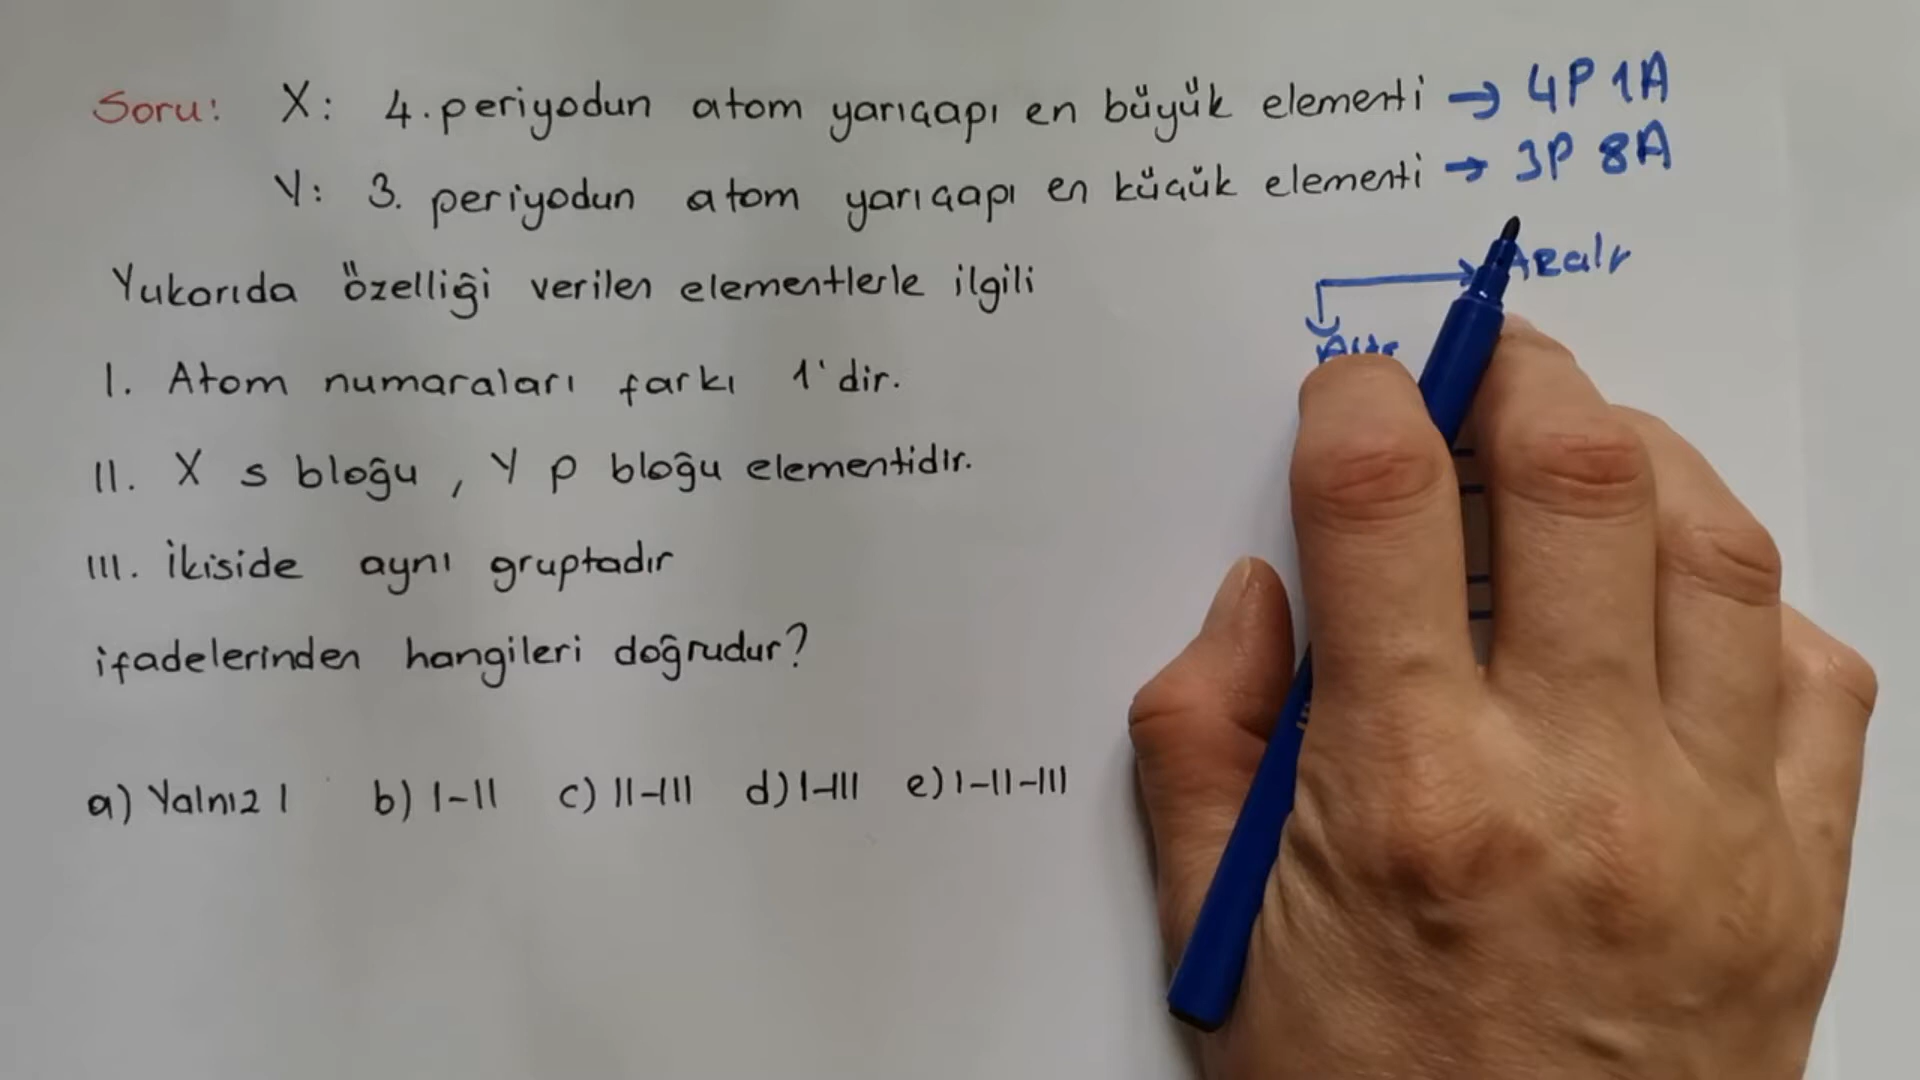 Soru: X: 4. periyodun atom yarıçapı en büyük elementi → 4P 1A
Y: 3. periyodun atom yarıçapı en küçük elementi → 3P 8A
Yukarıda özelliği verilen elementlerle ilgili
Azalır
I. Atom numaraları farkı 1'dir.
II. X s bloğu, Y p bloğu elementidir.
III. İkiside aynı gruptadır
ifadelerinden hangileri doğrudur?
a) Yalnız I b) I-II c) II-III d) I-III e) I-II-III